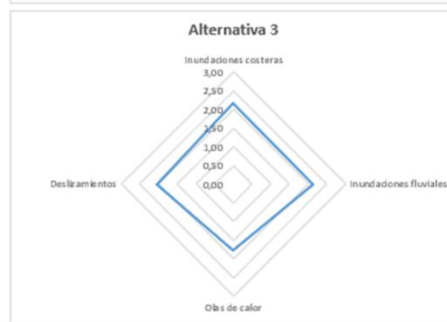 Alternativa 3
Inundaciones costeras
3,00
2,50
2,00
1,50
1,00
0,50
0,00
Deslizamientos
Inundaciones fluviales
Olas de calor